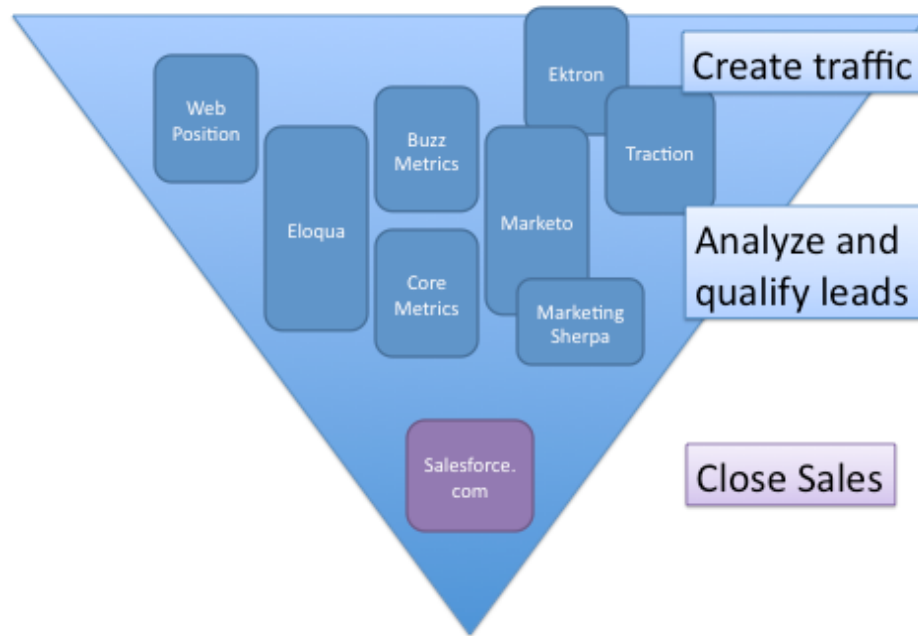 Ektron
Create traffic
Web
Position
Buzz
Metrics
Traction
Eloqua
Marketo
Analyze and
qualify leads
Core
Metrics
Marketing
Sherpa
Salesforce.
com
Close Sales